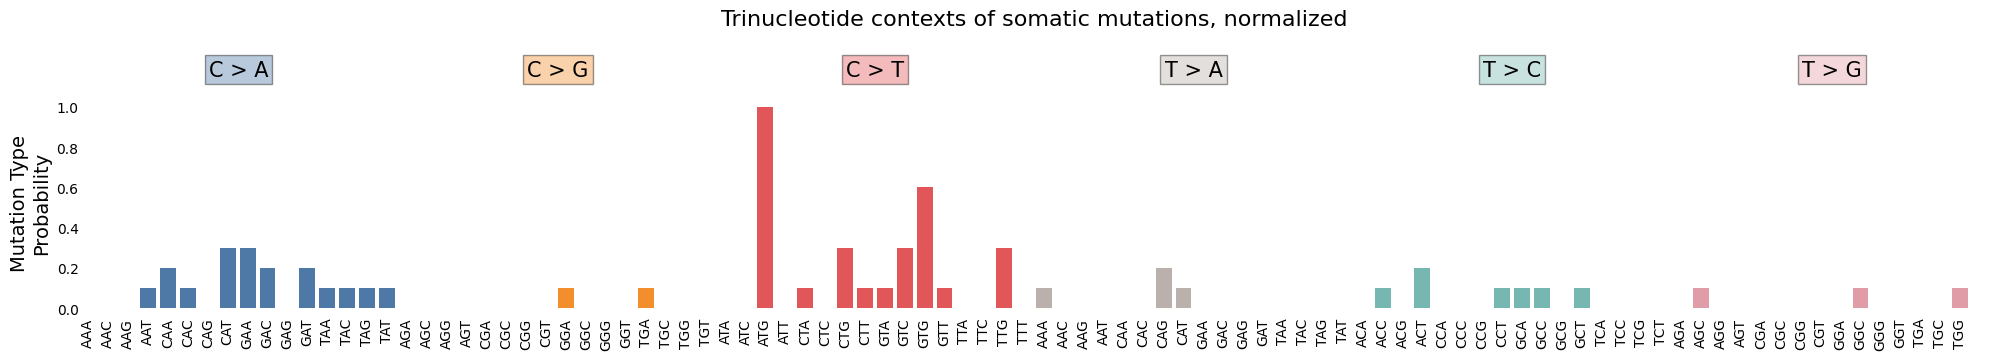 Trinucleotide contexts of somatic mutations, normalized
C > A
C > G
C > T
T > A
T > C
T > G
Mutation Type
Probability
1.0
0.8
0.6
0.4
0.2
0.0
AAA
AAC
AAG
AAT
CAA
CAC
CAG
CAT
GAA
GAC
GAG
GAT
TAA
TAC
TAG
TAT
AGA
AGC
AGG
AGT
CGA
CGC
CGG
CGT
GGA
GGC
GGG
GGT
TGA
TGC
TGG
TGT
ATA
ATC
ATG
ATT
CTA
CTC
CTG
CTT
GTA
GTC
GTG
GTT
TTA
TTC
TTG
TTT
AAA
AAC
AAG
AAT
CAA
CAC
CAG
CAT
GAA
GAC
GAG
GAT
TAA
TAC
TAG
TAT
ACA
ACC
ACG
ACT
CCA
CCC
CCG
CCT
GCA
GCC
GCG
GCT
TCA
TCC
TCG
TCT
AGA
AGC
AGG
AGT
CGA
CGC
CGG
CGT
GGA
GGC
GGG
GGT
TGA
TGC
TGG